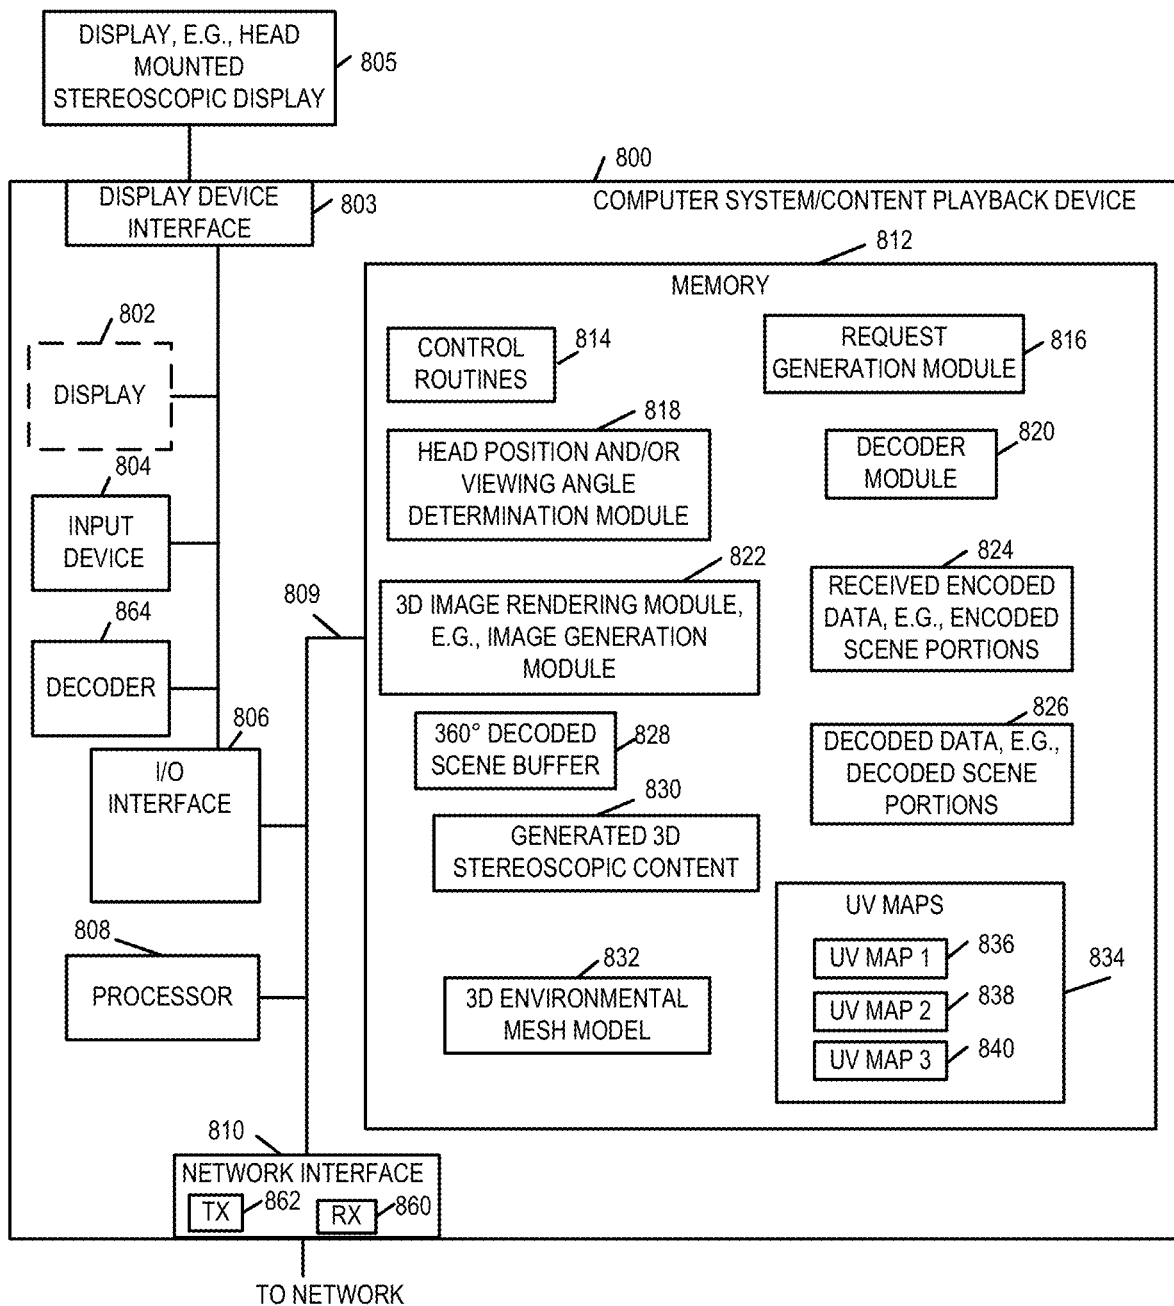 DISPLAY, E.G., HEAD
MOUNTED
STEREOSCOPIC DISPLAY
805
800
DISPLAY DEVICE
INTERFACE
803
COMPUTER SYSTEM/CONTENT PLAYBACK DEVICE
812
MEMORY
802
DISPLAY
814
CONTROL
ROUTINES
REQUEST
GENERATION MODULE
816
818
HEAD POSITION AND/OR
VIEWING ANGLE
DETERMINATION MODULE
820
DECODER
MODULE
804
INPUT
DEVICE
822
3D IMAGE RENDERING MODULE,
E.G., IMAGE GENERATION
MODULE
824
RECEIVED ENCODED
DATA, E.G., ENCODED
SCENE PORTIONS
809
864
DECODER
806
I/O
INTERFACE
360° DECODED
SCENE BUFFER
828
826
DECODED DATA, E.G.,
DECODED SCENE
PORTIONS
830
GENERATED 3D
STEREOSCOPIC CONTENT
UV MAPS
UV MAP 1
836
UV MAP 2
838
UV MAP 3
840
834
808
PROCESSOR
832
3D ENVIRONMENTAL
MESH MODEL
810
NETWORK INTERFACE
TX
862
RX
860
TO NETWORK